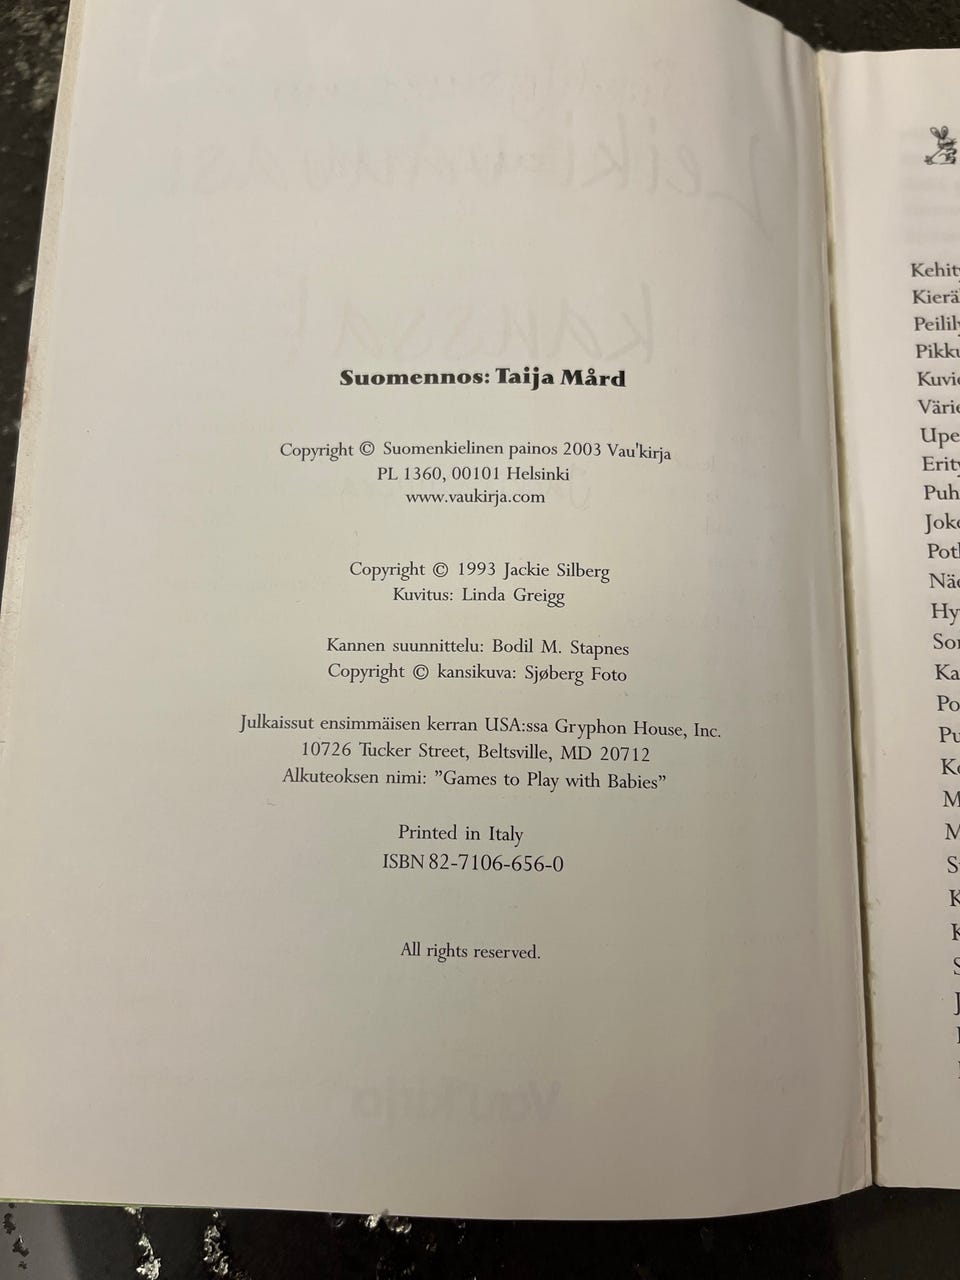 Suomennos: Taija Mård
Copyright © Suomenkielinen painos 2003 Vau'kirja
PL 1360, 00101 Helsinki
www.vaukirja.com
Copyright © 1993 Jackie Silberg
Kuvitus: Linda Greigg
Kannen suunnittelu: Bodil M. Stapnes
Copyright © kansikuva: Sjøberg Foto
Julkaissut ensimmäisen kerran USA:ssa Gryphon House, Inc.
10726 Tucker Street, Beltsville, MD 20712
Alkuteoksen nimi: ”Games to Play with Babies”
Printed in Italy
ISBN 82-7106-656-0
All rights reserved.